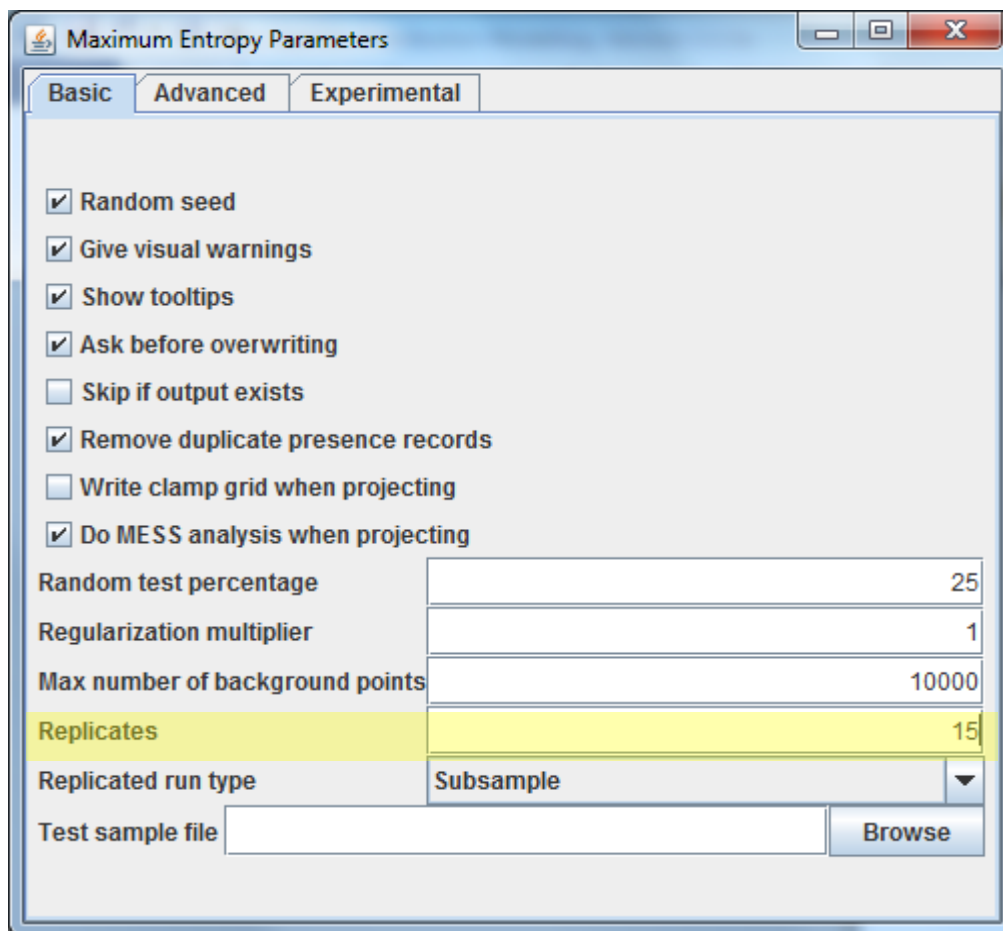 Maximum Entropy Parameters
Basic Advanced Experimental
Random seed
Give visual warnings
Show tooltips
Ask before overwriting
Skip if output exists
Remove duplicate presence records
Write clamp grid when projecting
Do MESS analysis when projecting
Random test percentage 25
Regularization multiplier 1
Max number of background points 10000
Replicates 15
Replicated run type Subsample
Test sample file Browse